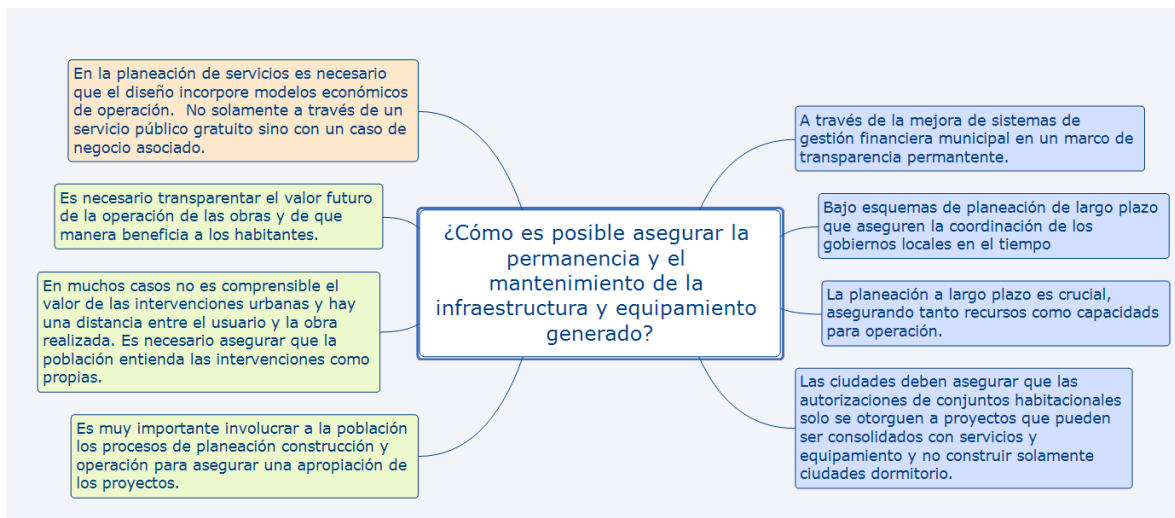 En la planeación de servicios es necesario
que el diseño incorpore modelos económicos
de operación.  No solamente a través de un
servicio público gratuito sino con un caso de
negocio asociado.
Es necesario transparentar el valor futuro
de la operación de las obras y de que
manera beneficia a los habitantes.
En muchos casos no es comprensible el
valor de las intervenciones urbanas y hay
una distancia entre el usuario y la obra
realizada. Es necesario asegurar que la
población entienda las intervenciones como
propias.
Es muy importante involucrar a la población
los procesos de planeación construcción y
operación para asegurar una apropiación de
los proyectos.
¿Cómo es posible asegurar la
permanencia y el
mantenimiento de la
infraestructura y equipamiento
generado?
A través de la mejora de sistemas de
gestión financiera municipal en un marco de
transparencia permantente.
Bajo esquemas de planeación de largo plazo
que aseguren la coordinación de los
gobiernos locales en el tiempo
La planeación a largo plazo es crucial,
asegurando tanto recursos como capacidads
para operación.
Las ciudades deben asegurar que las
autorizaciones de conjuntos habitacionales
solo se otorguen a proyectos que pueden
ser consolidados con servicios y
equipamiento y no construir solamente
ciudades dormitorio.